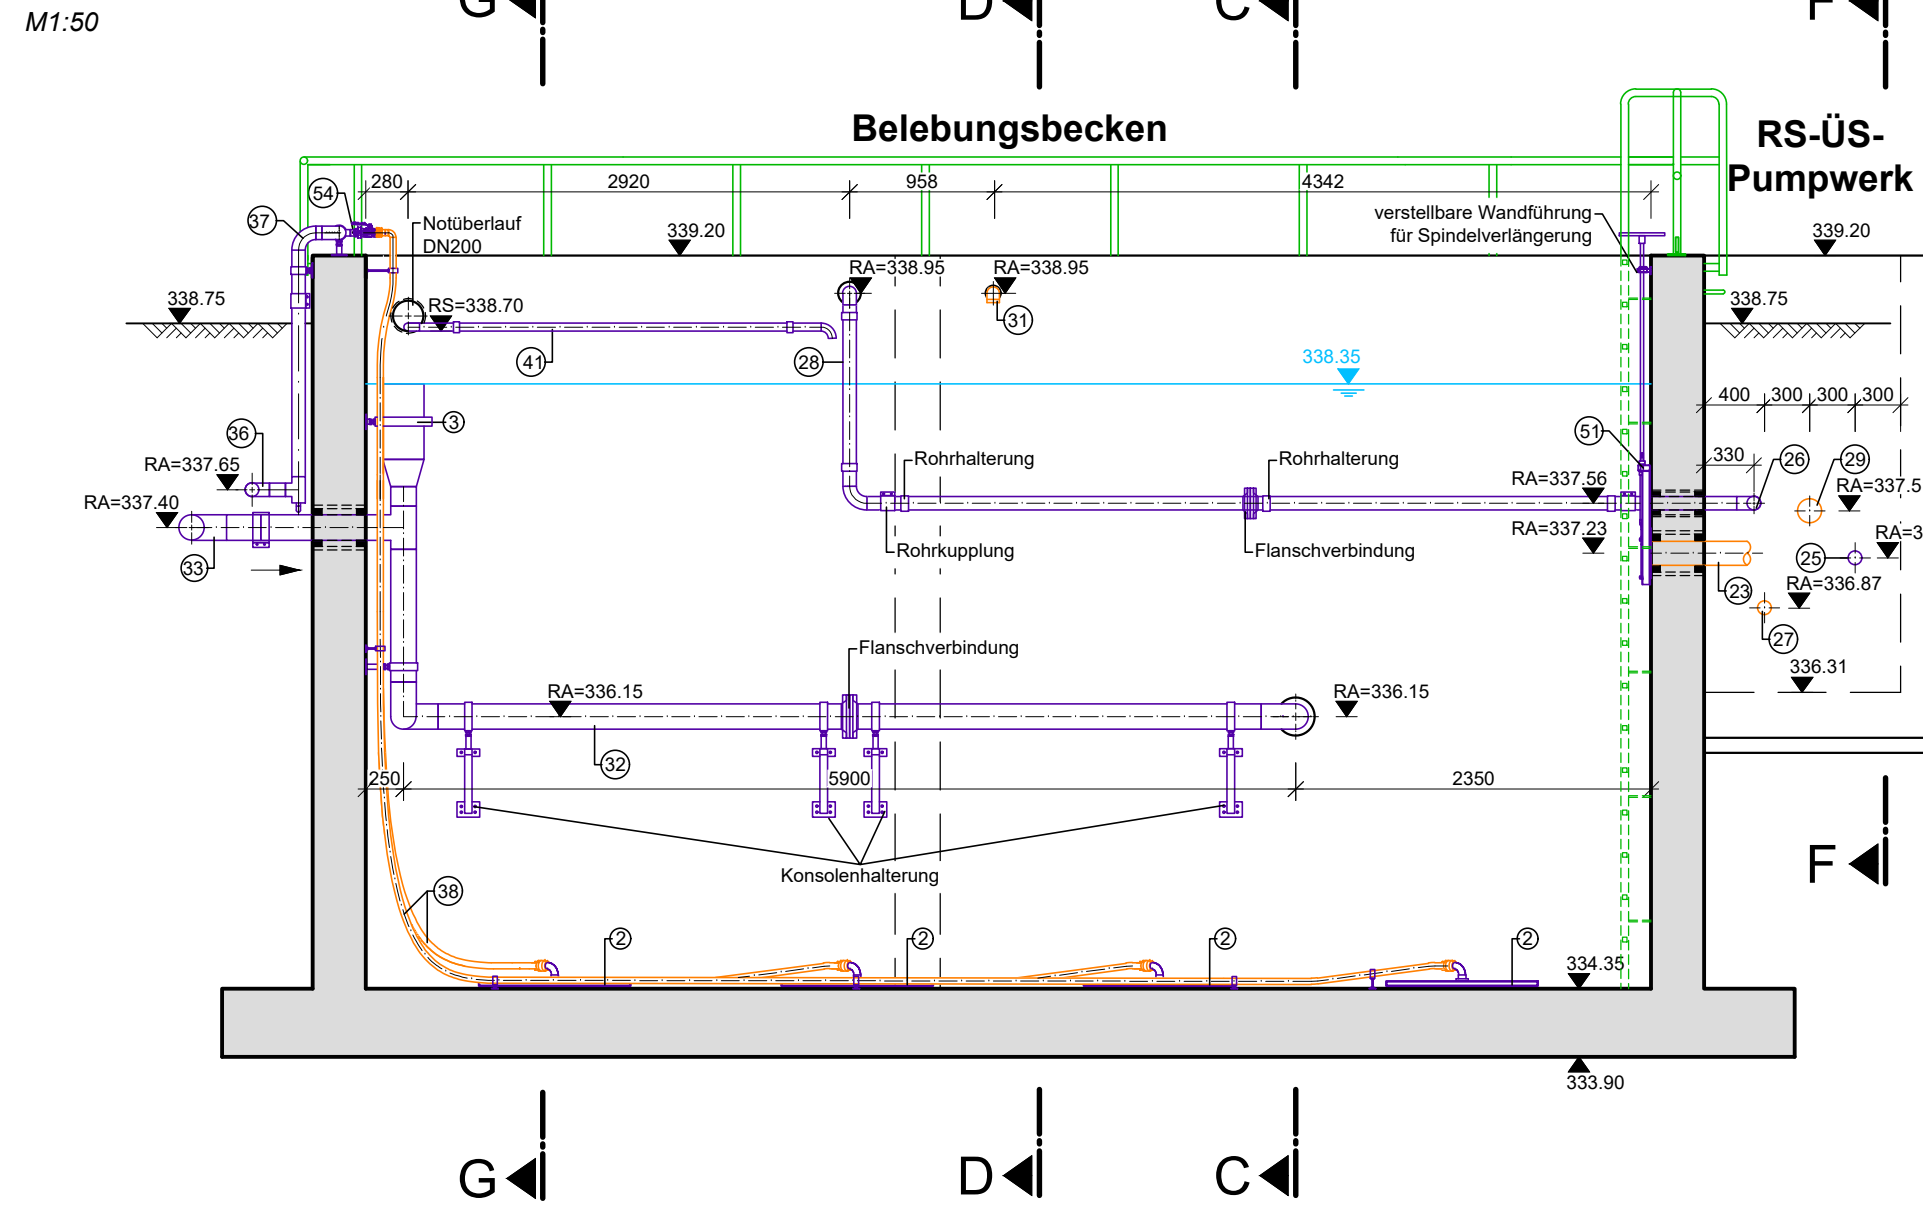 G D C F
M1:50
Belebungsbecken
RS-ÜS-
Pumpwerk
280 2920 958 4342
54
37
Notüberlauf
DN200
verstellbare Wandführung
für Spindelverlängerung
339.20
339.20
RA=338.95
RA=338.95
338.75
RS=338.70
31
338.75
41
28
338.35
400 300 300 300
3
51
36
RA=337.65
Rohrhalterung
Rohrhalterung
330
26
29
RA=337.56
RA=337.5
RA=337.40
RA=337.23
RA=3
Rohrkupplung
Flanschverbindung
33
25
RA=336.87
23
27
Flanschverbindung
336.31
RA=336.15
RA=336.15
32
250 5900 2350
Konsolenhalterung
F
38
2 2 2 2
334.35
333.90
G D C